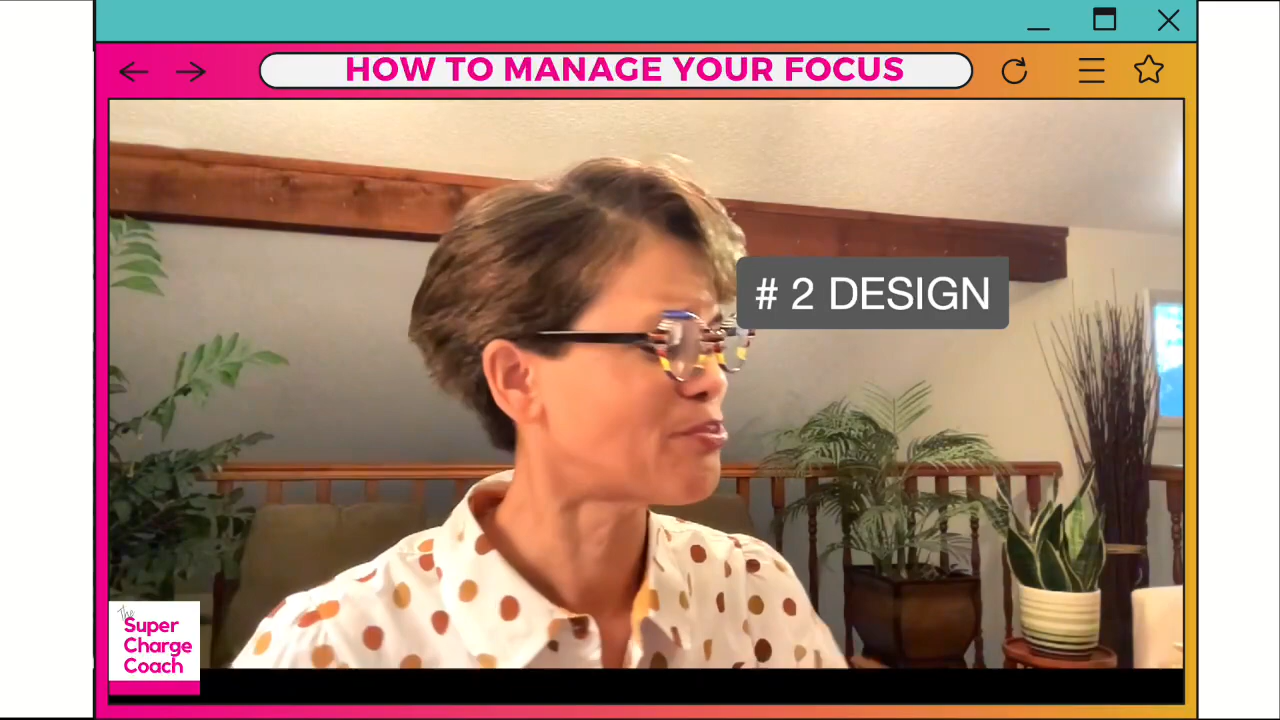 HOW TO MANAGE YOUR FOCUS
# 2 DESIGN
The
Super
Charge
Coach